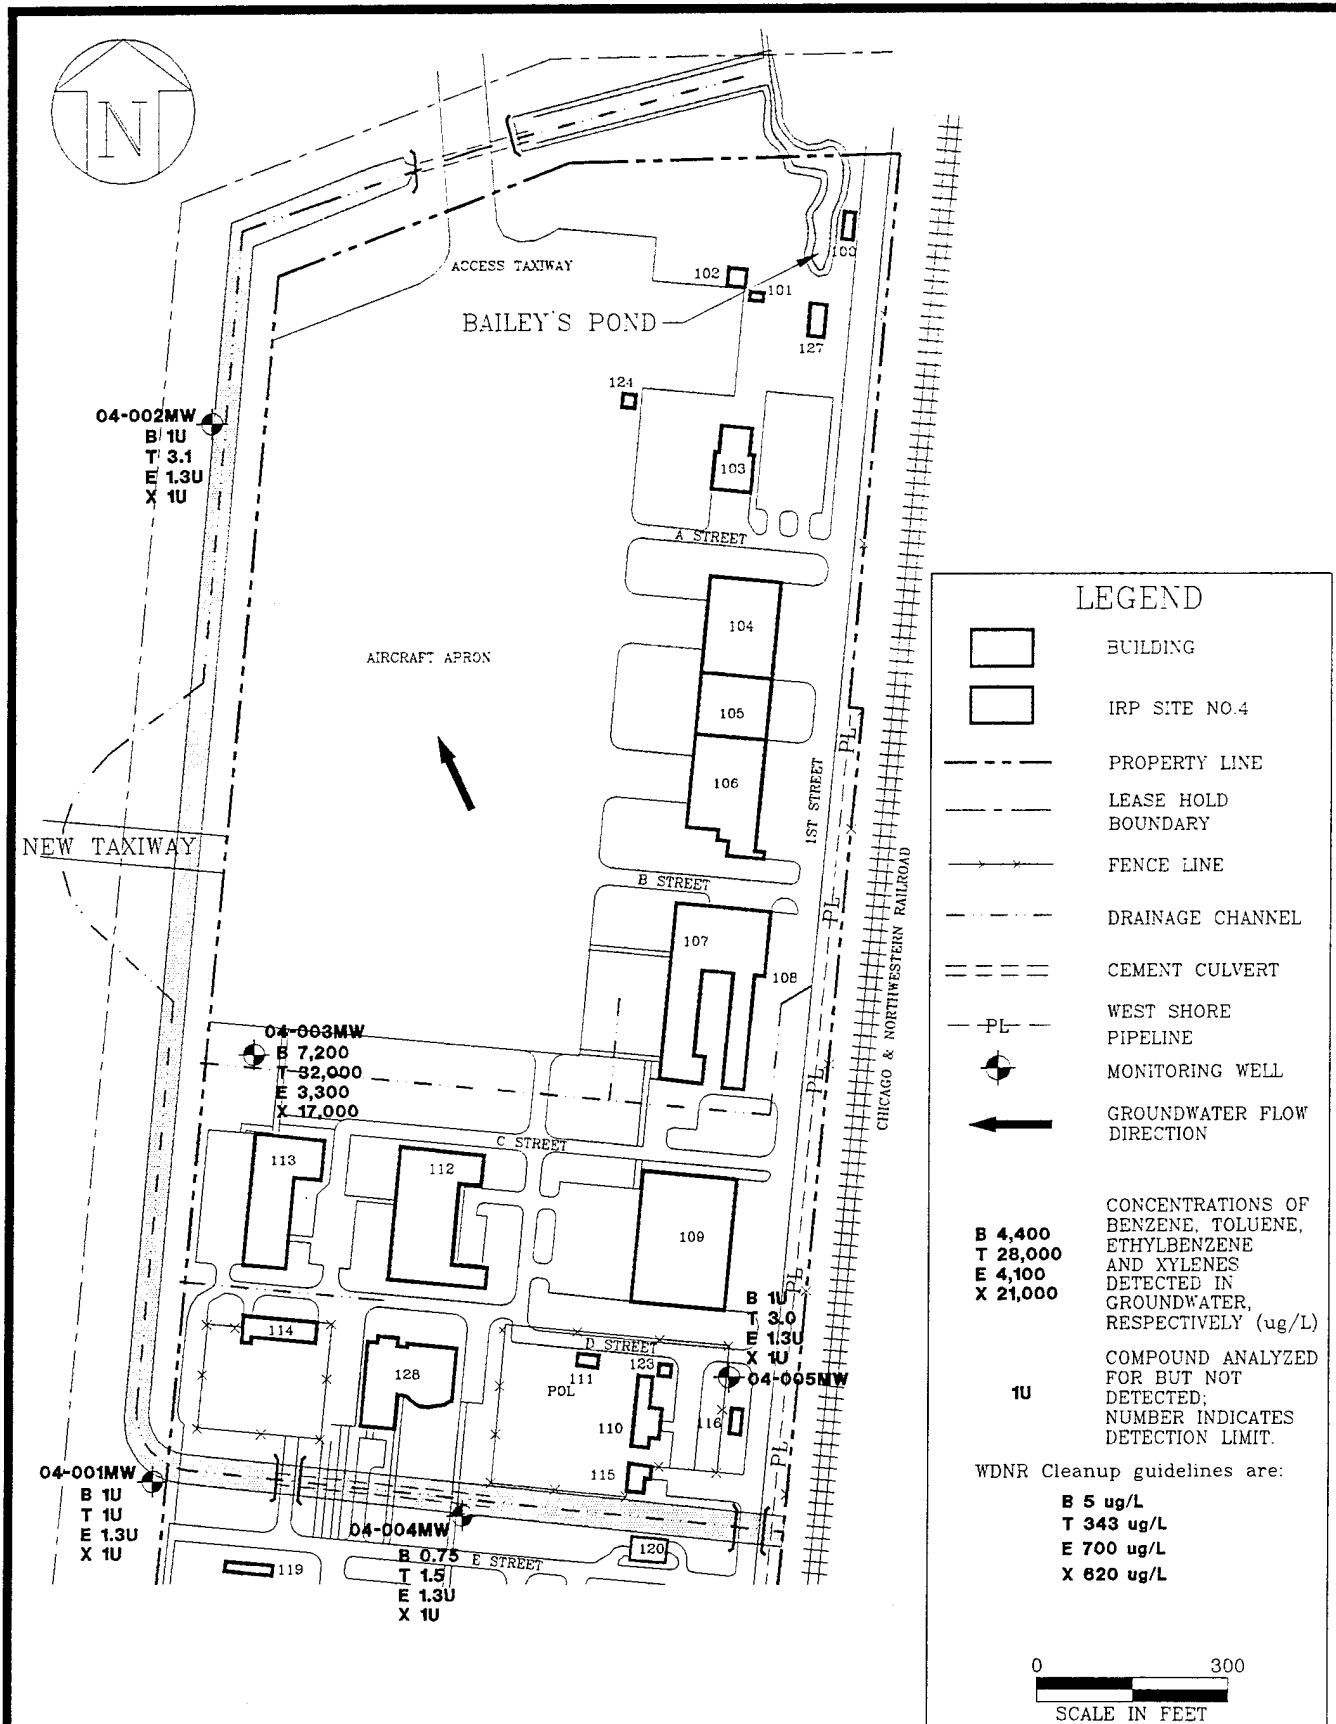 N
ACCESS TAXIWAY
100
102
101
BAILEY'S POND
127
124
04-002MW
B 1U
T 3.1
E 1.3U
X 1U
103
A STREET
104
AIRCRAFT APRON
105
PL
106
1ST STREET
NEW TAXIWAY
B STREET
CHICAGO & NORTHWESTERN RAILROAD
PL
107
108
04-003MW
B 7,200
T 32,000
E 3,300
X 17,000
PL
C STREET
113
112
109
PL
B 1U
T 3.0
E 1.3U
X 1U
04-005MW
114
D STREET
128
111
123
POL
110
116
PL
115
04-001MW
B 1U
T 1U
E 1.3U
X 1U
04-004MW
B 0.75
T 1.5
E 1.3U
X 1U
E STREET
120
119
LEGEND
BUILDING
IRP SITE NO.4
PROPERTY LINE
LEASE HOLD
BOUNDARY
FENCE LINE
DRAINAGE CHANNEL
CEMENT CULVERT
WEST SHORE
PL
PIPELINE
MONITORING WELL
GROUNDWATER FLOW
DIRECTION
B 4,400
T 28,000
E 4,100
X 21,000
CONCENTRATIONS OF
BENZENE, TOLUENE,
ETHYLBENZENE
AND XYLENES
DETECTED IN
GROUNDWATER,
RESPECTIVELY (ug/L)
1U
COMPOUND ANALYZED
FOR BUT NOT
DETECTED;
NUMBER INDICATES
DETECTION LIMIT.
WDNR Cleanup guidelines are:
B 5 ug/L
T 343 ug/L
E 700 ug/L
X 620 ug/L
0 300
SCALE IN FEET